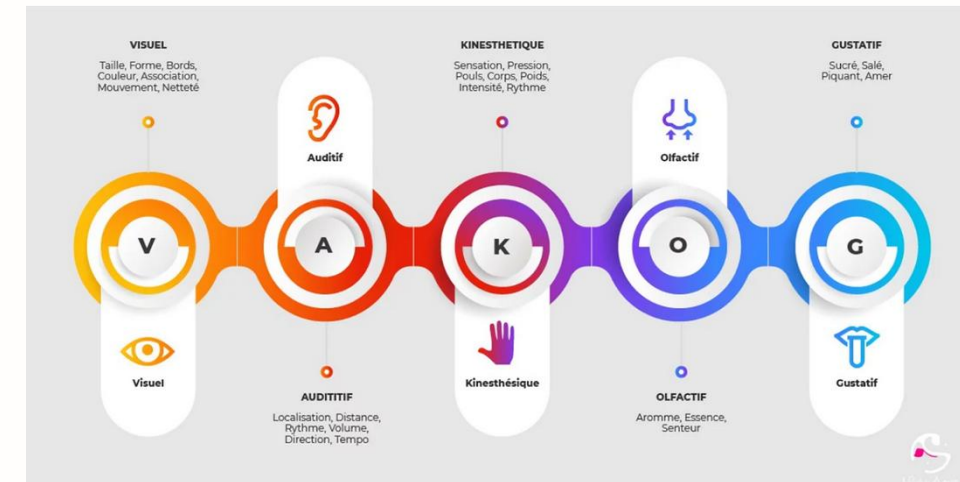 VISUEL
Taille, Forme, Bords,
Couleur, Association,
Mouvement, Netteté
KINESTHETIQUE
Sensation, Pression,
Pouls, Corps, Poids,
Intensité, Rythme
GUSTATIF
Sucré, Salé,
Piquant, Amer
Auditif
Olfactif
V
A
K
O
G
Visuel
Kinesthésique
Gustatif
AUDITITIF
Localisation, Distance,
Rythme, Volume,
Direction, Tempo
OLFACTIF
Aromme, Essence,
Senteur